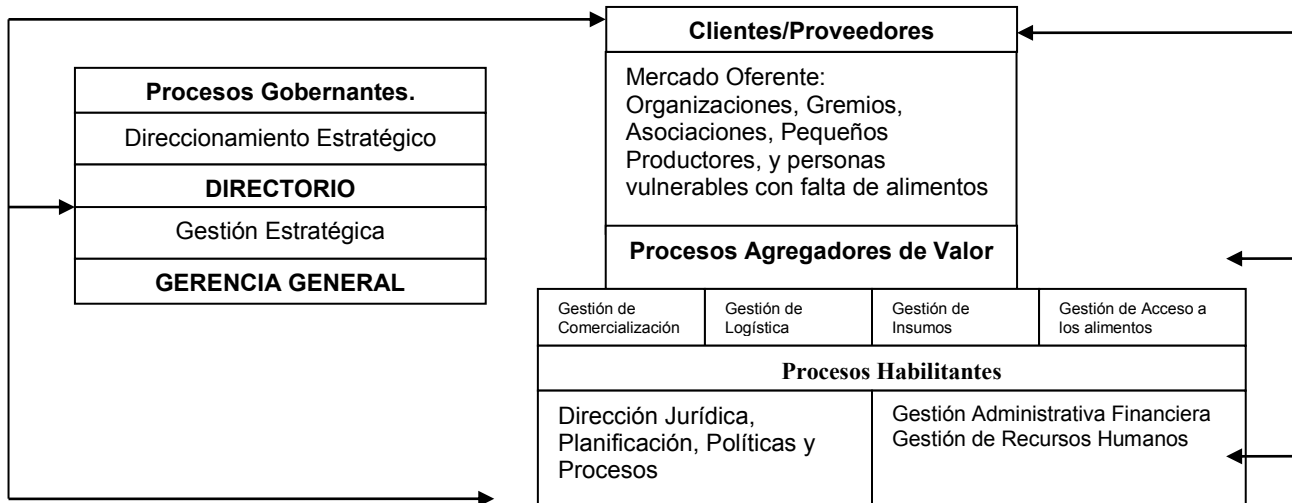 Procesos Gobernantes.
Direccionamiento Estratégico
DIRECTORIO
Gestión Estratégica
GERENCIA GENERAL
Clientes/Proveedores
Mercado Oferente:
Organizaciones, Gremios,
Asociaciones, Pequeños
Productores, y personas
vulnerables con falta de alimentos
Procesos Agregadores de Valor
Gestión de
Comercialización
Gestión de
Logística
Gestión de
Insumos
Gestión de Acceso a
los alimentos
Procesos Habilitantes
Dirección Jurídica,
Planificación, Políticas y
Procesos
Gestión Administrativa Financiera
Gestión de Recursos Humanos